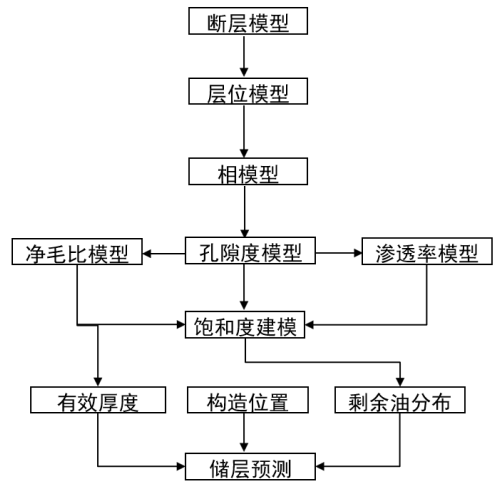 断层模型
层位模型
相模型
净毛比模型
孔隙度模型
渗透率模型
饱和度建模
有效厚度
构造位置
剩余油分布
储层预测